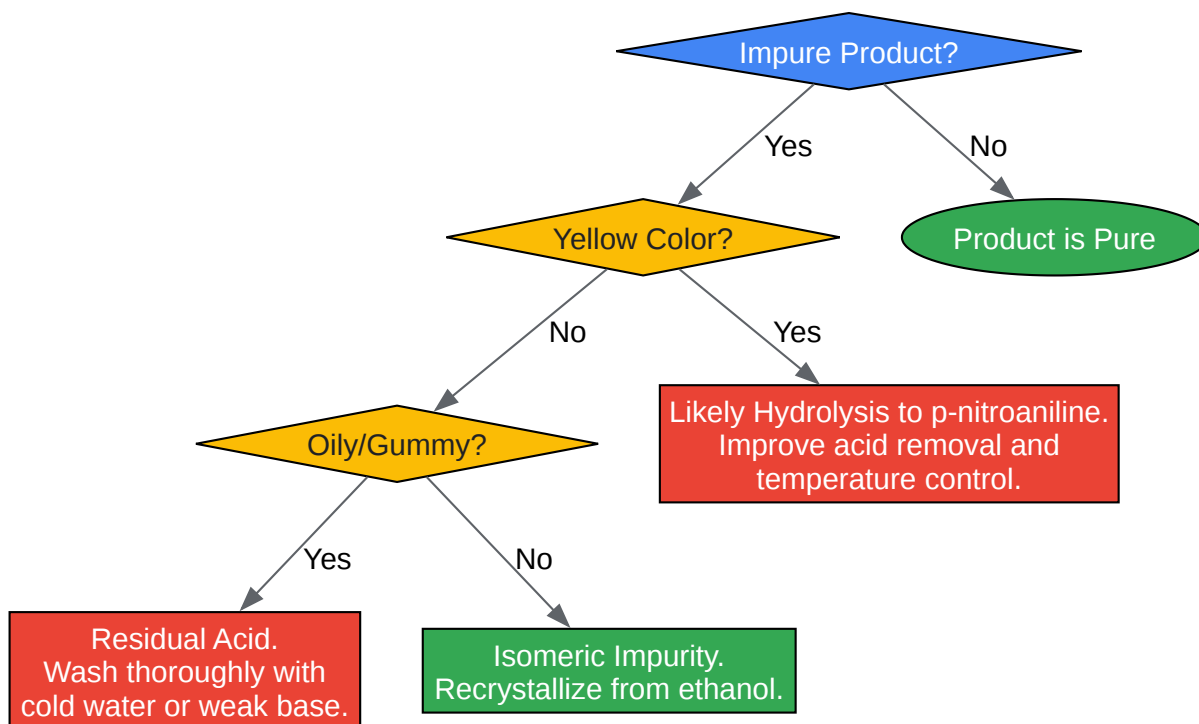 Impure Product?
Yes
No
Yellow Color?
Product is Pure
No
Yes
Oily/Gummy?
Likely Hydrolysis to p-nitroaniline.
Improve acid removal and
temperature control.
Yes
No
Residual Acid.
Wash thoroughly with
cold water or weak base.
Isomeric Impurity.
Recrystallize from ethanol.